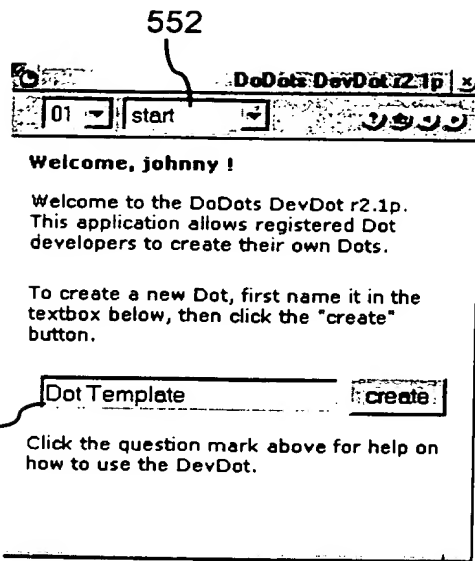 552
DoDots DevDot r2.1p
01 start
Welcome, johnny !
Welcome to the DoDots DevDot r2.1p.
This application allows registered Dot
developers to create their own Dots.
To create a new Dot, first name it in the
textbox below, then click the "create"
button.
Dot Template create
Click the question mark above for help on
how to use the DevDot.